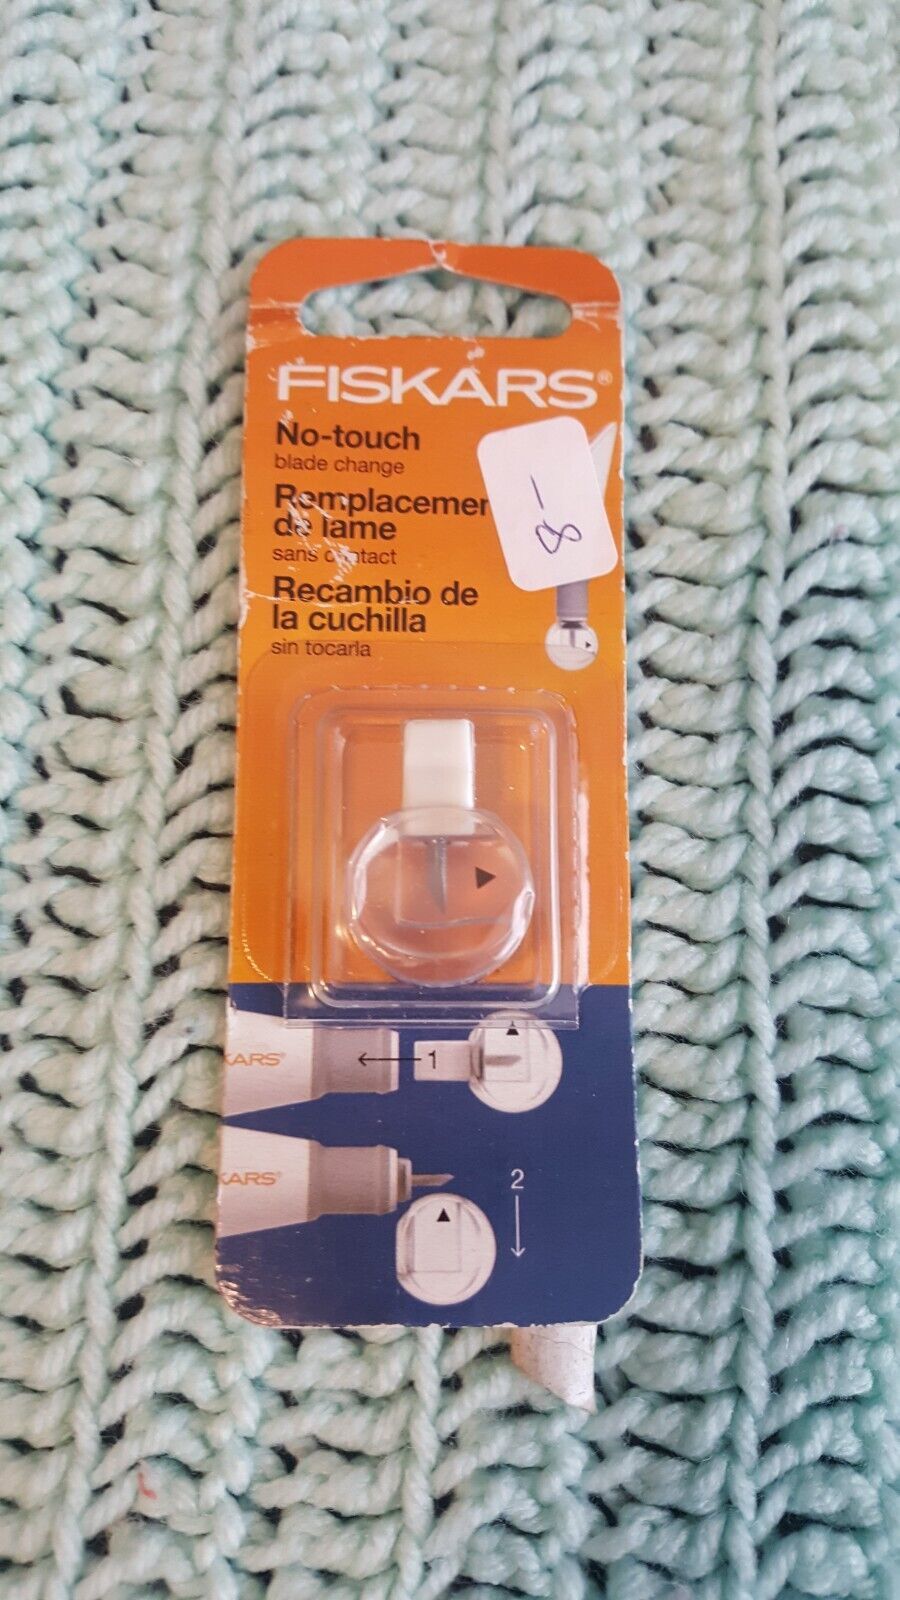 FISKARS®
No-touch
blade change
Remplacemen
de lame
sans contact
Recambio de
la cuchilla
sin tocarla
8-
KARS®
1
KARS®
2